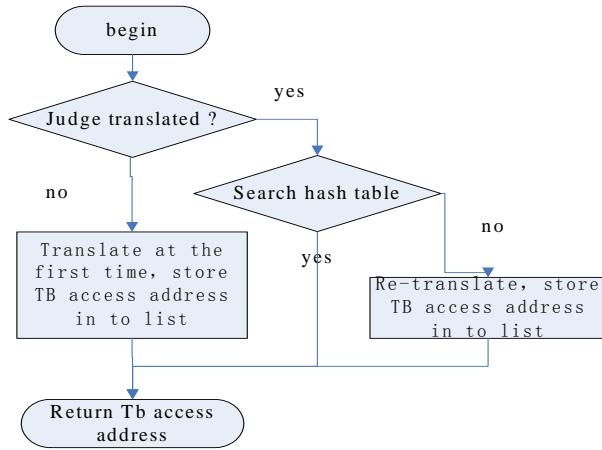 begin
yes
Judge translated ?
Search hash table
no
no
yes
Translate at the
first time, store
TB access address
in to list
Re-translate, store
TB access address
in to list
Return Tb access
address